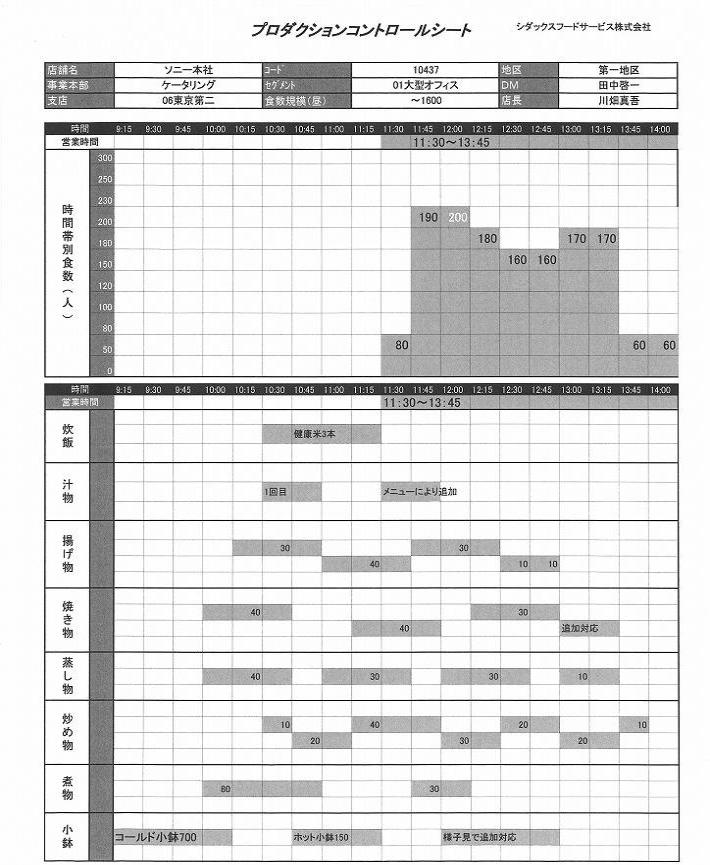 プロダクションコントロールシート
シダックスフードサービス株式会社
店舗名 ソニー本社 コード 10437 地区 第一地区
事業本部 ケータリング セグメント 01大型オフィス DM 田中啓一
支店 06東京第二 食数規模(昼) ～1600 店長 川畑真吾
時間 9:15 9:30 9:45 10:00 10:15 10:30 10:45 11:00 11:15 11:30 11:45 12:00 12:15 12:30 12:45 13:00 13:15 13:45 14:00
営業時間 11:30～13:45
時間帯別食数(人)
300
250
230
200 190 200
180 180 170 170
150 160 160
120
100
80 80 60 60
50
0
時間 9:15 9:30 9:45 10:00 10:15 10:30 10:45 11:00 11:15 11:30 11:45 12:00 12:15 12:30 12:45 13:00 13:15 13:45 14:00
営業時間 11:30～13:45
炊飯 健康米3本
汁物 1回目 メニューにより追加
揚げ物 30 30
40 10 10
焼き物 40 30
40 追加対応
蒸し物 40 30 30 10
炒め物 10 40 20 10
20 30 20
煮物 80 30
小鉢 コールド小鉢700 ホット小鉢150 様子見で追加対応